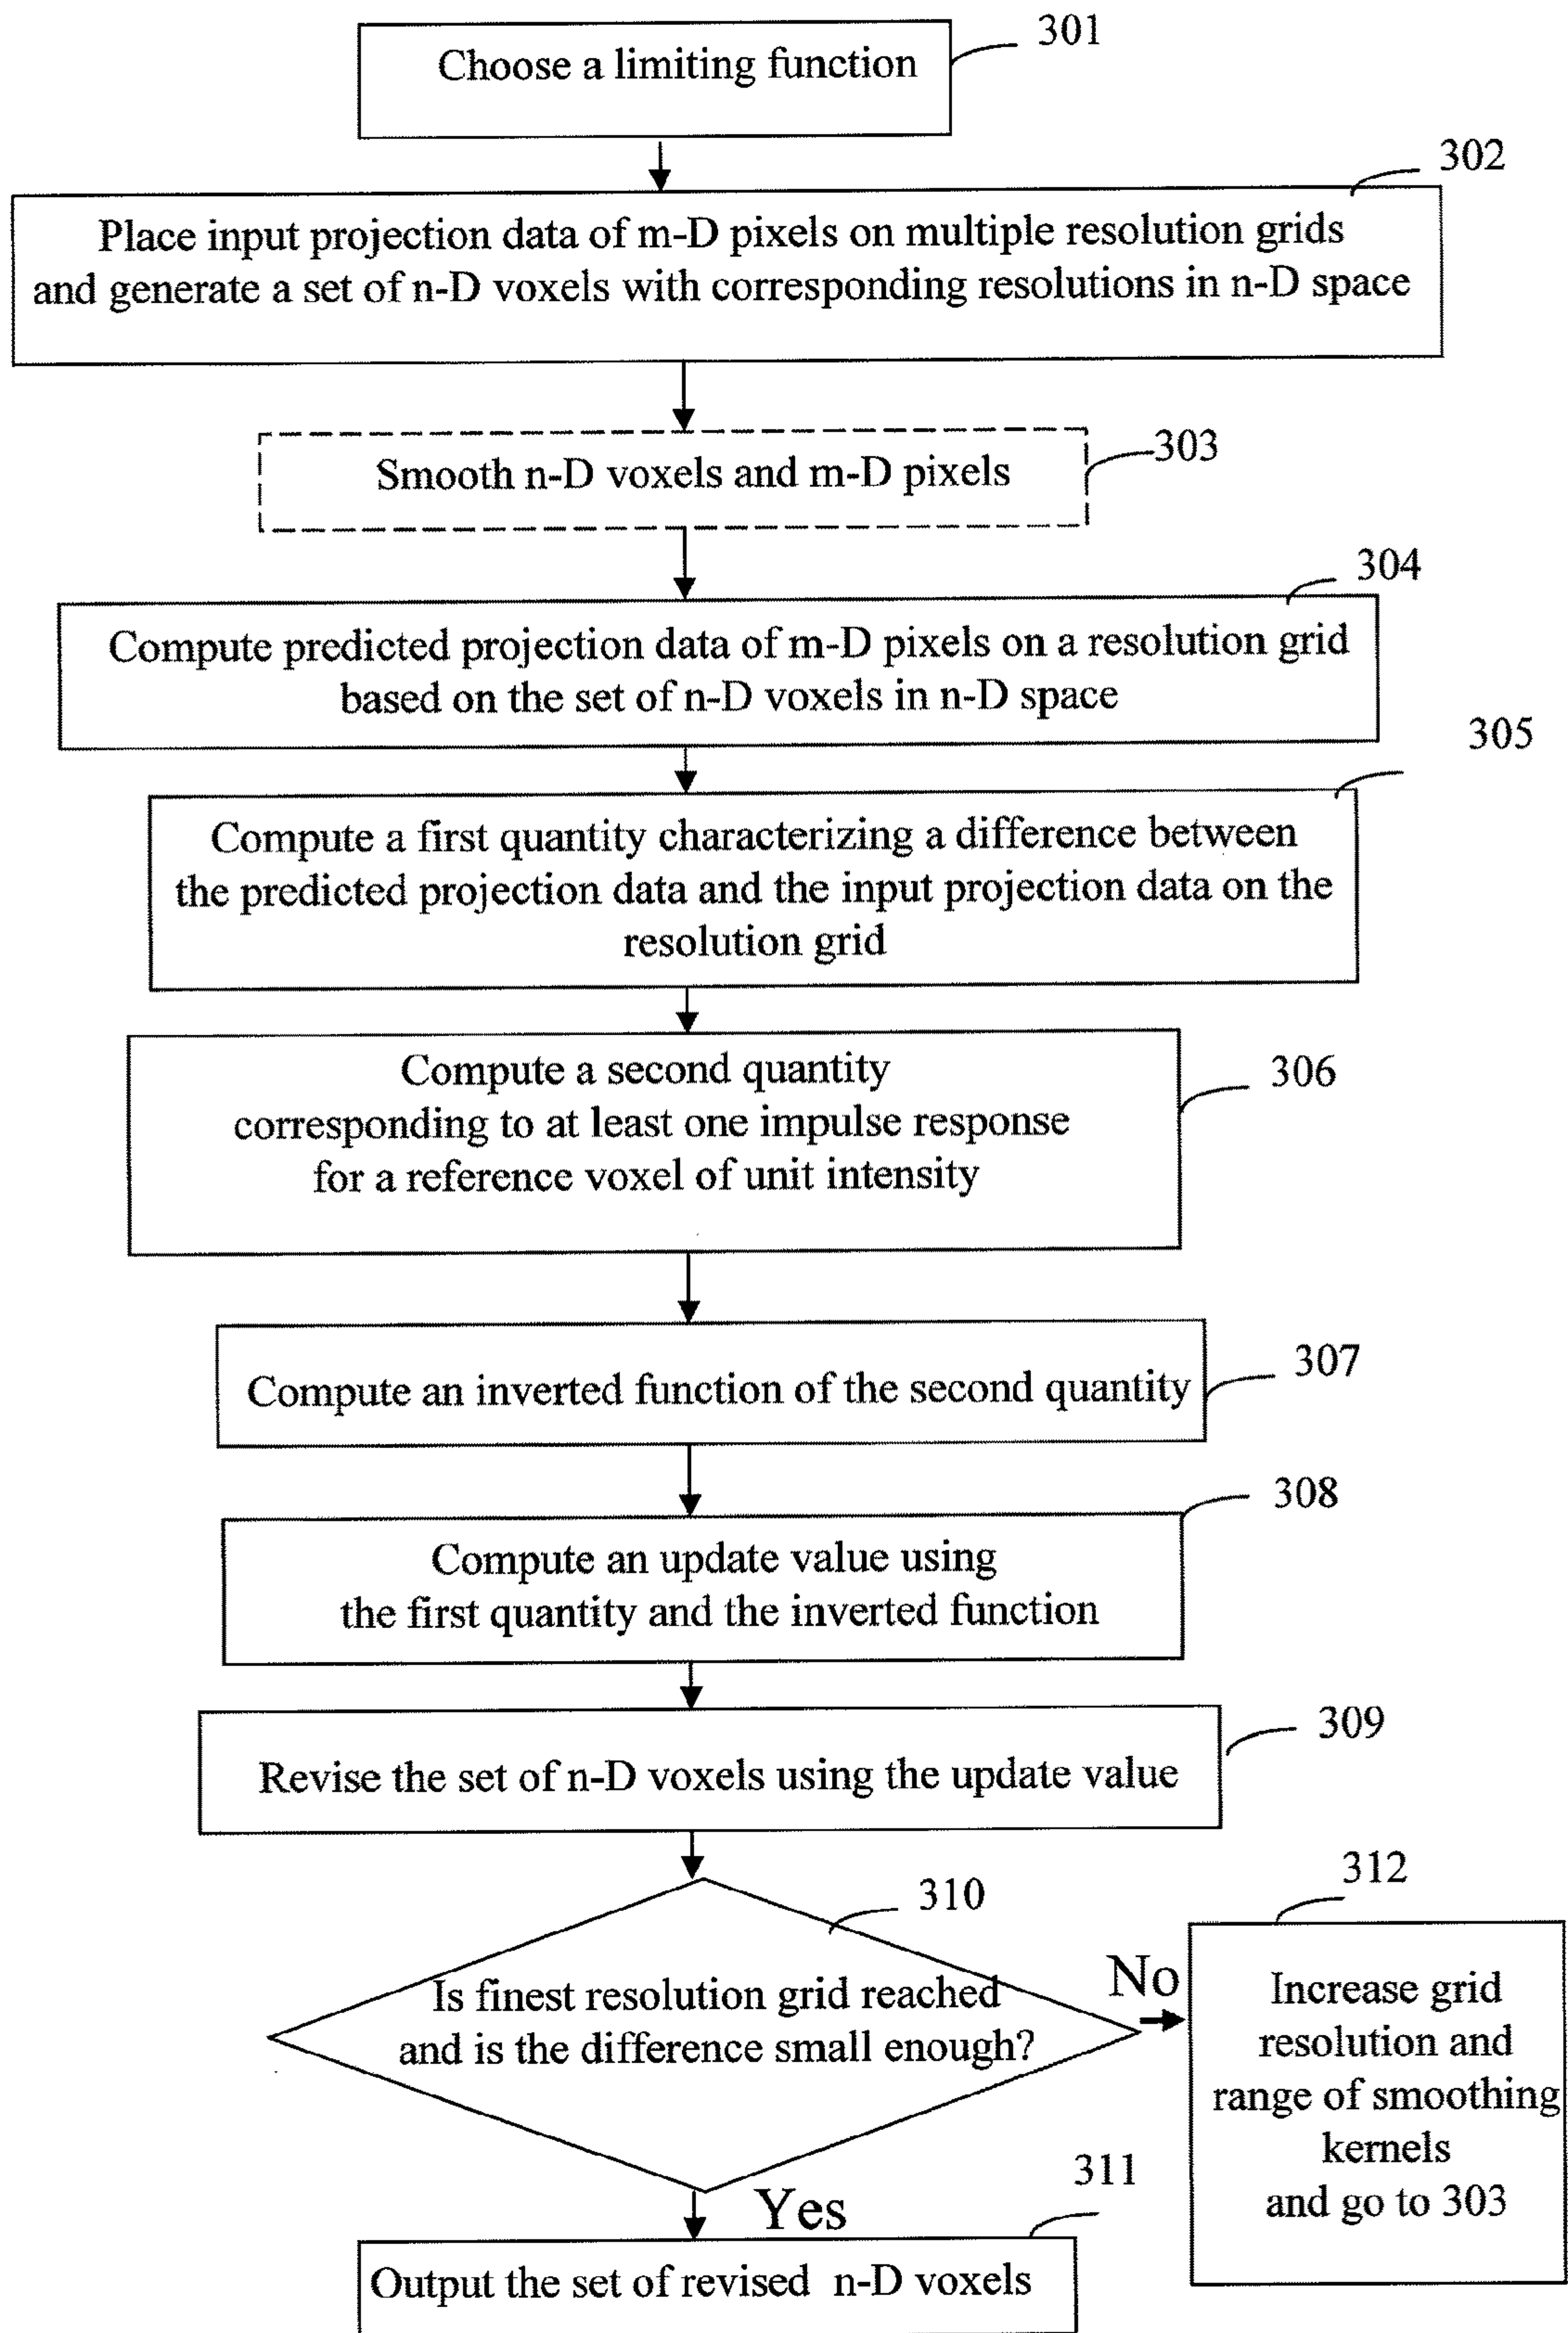 301
Choose a limiting function
302
Place input projection data of m-D pixels on multiple resolution grids
and generate a set of n-D voxels with corresponding resolutions in n-D space
303
Smooth n-D voxels and m-D pixels
304
Compute predicted projection data of m-D pixels on a resolution grid
based on the set of n-D voxels in n-D space
305
Compute a first quantity characterizing a difference between
the predicted projection data and the input projection data on the
resolution grid
306
Compute a second quantity
corresponding to at least one impulse response
for a reference voxel of unit intensity
307
Compute an inverted function of the second quantity
308
Compute an update value using
the first quantity and the inverted function
309
Revise the set of n-D voxels using the update value
310
Is finest resolution grid reached
and is the difference small enough?
No
312
Increase grid
resolution and
range of smoothing
kernels
and go to 303
Yes
311
Output the set of revised n-D voxels